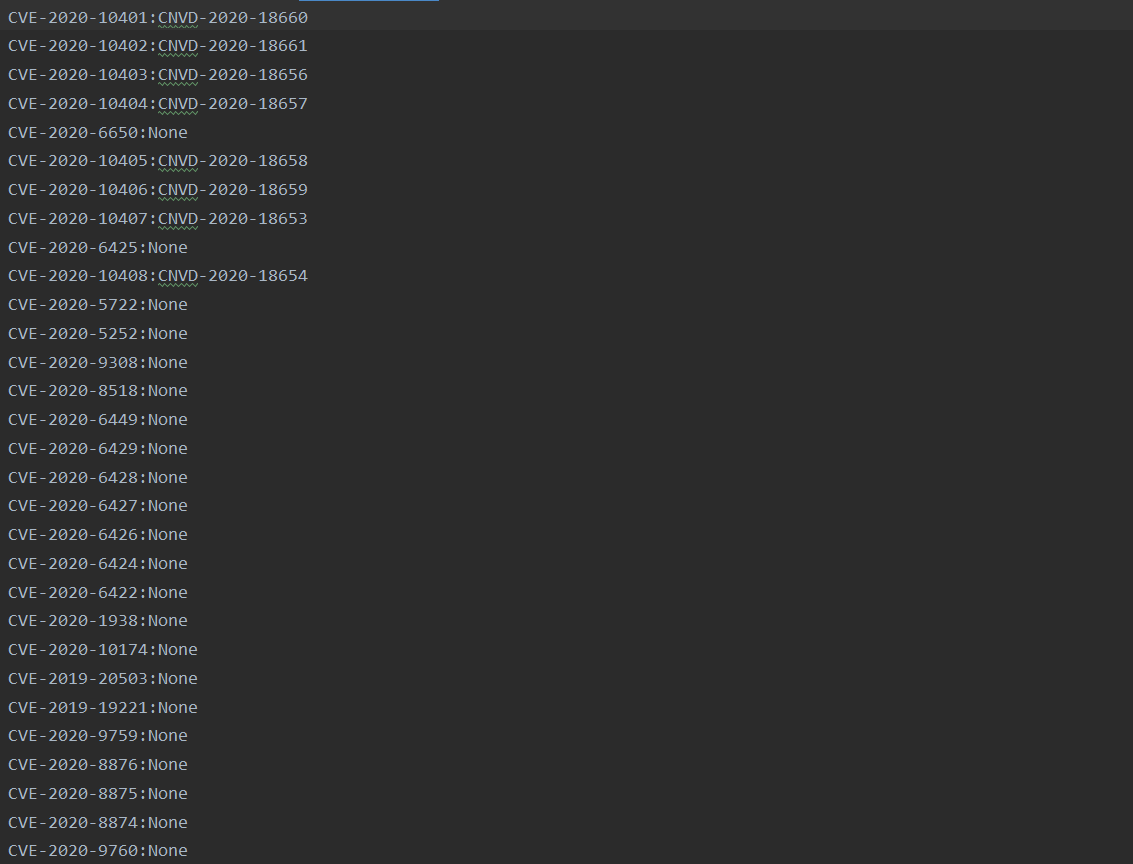 CVE-2020-10401:CNVD-2020-18660
CVE-2020-10402:CNVD-2020-18661
CVE-2020-10403:CNVD-2020-18656
CVE-2020-10404:CNVD-2020-18657
CVE-2020-6650:None
CVE-2020-10405:CNVD-2020-18658
CVE-2020-10406:CNVD-2020-18659
CVE-2020-10407:CNVD-2020-18653
CVE-2020-6425:None
CVE-2020-10408:CNVD-2020-18654
CVE-2020-5722:None
CVE-2020-5252:None
CVE-2020-9308:None
CVE-2020-8518:None
CVE-2020-6449:None
CVE-2020-6429:None
CVE-2020-6428:None
CVE-2020-6427:None
CVE-2020-6426:None
CVE-2020-6424:None
CVE-2020-6422:None
CVE-2020-1938:None
CVE-2020-10174:None
CVE-2019-20503:None
CVE-2019-19221:None
CVE-2020-9759:None
CVE-2020-8876:None
CVE-2020-8875:None
CVE-2020-8874:None
CVE-2020-9760:None